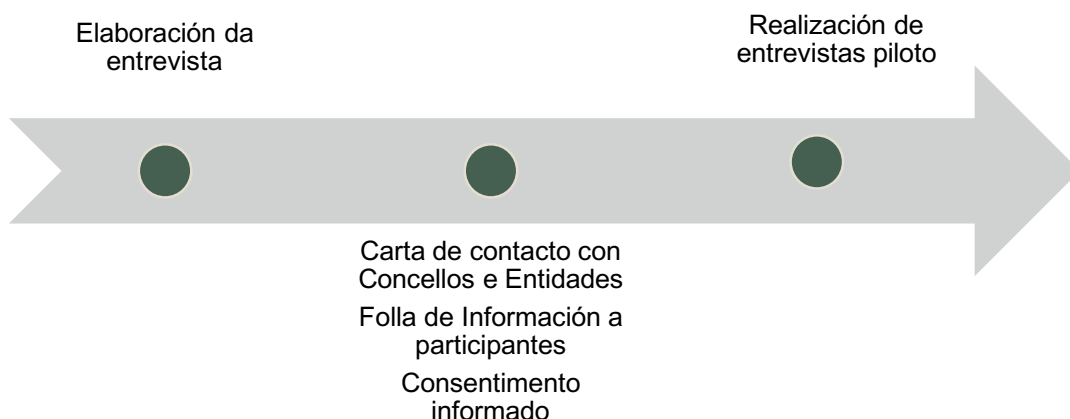 Elaboración da
entrevista
Carta de contacto con
Concellos e Entidades
Folla de Información a
participantes
Consentimento
informado
Realización de
entrevistas piloto